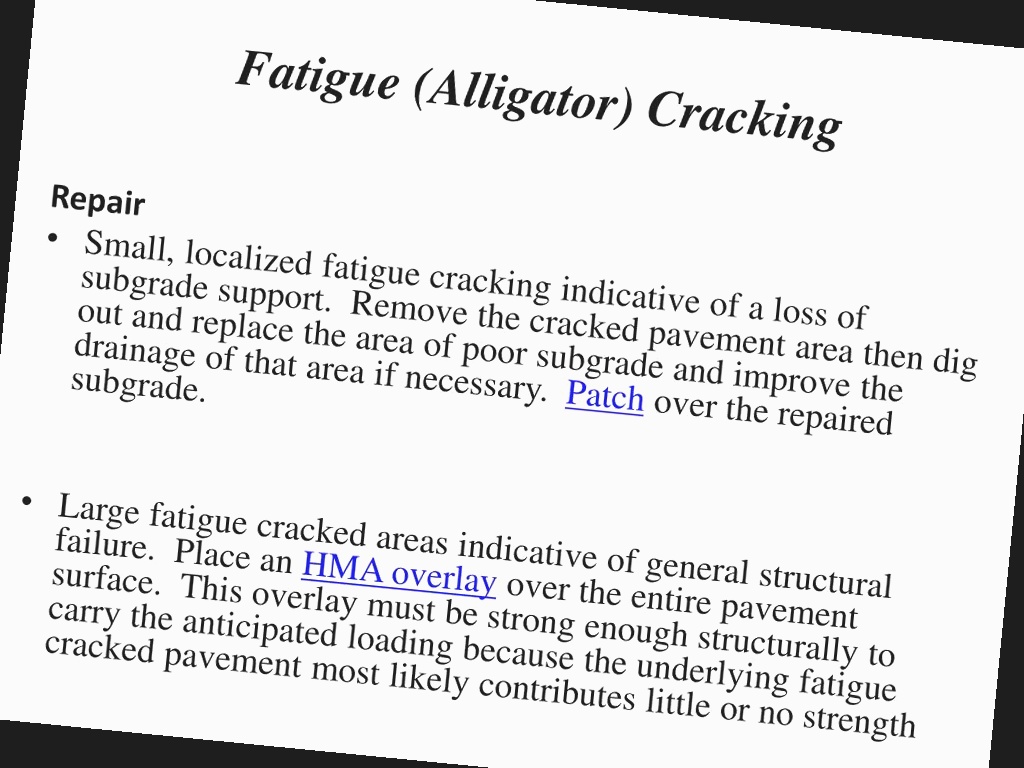 Fatigue (Alligator) Cracking
Repair
• Small, localized fatigue cracking indicative of a loss of
subgrade support.  Remove the cracked pavement area then dig
out and replace the area of poor subgrade and improve the
drainage of that area if necessary.  Patch over the repaired
subgrade.
• Large fatigue cracked areas indicative of general structural
failure.  Place an HMA overlay over the entire pavement
surface.  This overlay must be strong enough structurally to
carry the anticipated loading because the underlying fatigue
cracked pavement most likely contributes little or no strength